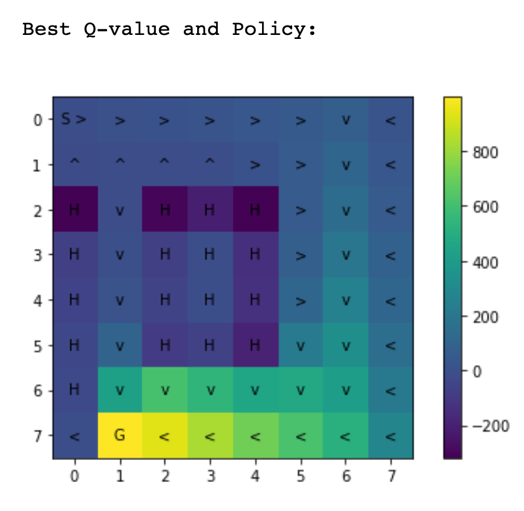 Best Q-value and Policy:
0 S > > > > > > v <
1 ^ ^ ^ ^ > > v < 800
2 H v H H H > v < 600
3 H v H H H > v < 400
4 H v H H H > v < 200
5 H v H H H v v < 0
6 H v v v v v v < −200
7 < G < < < < < <
0 1 2 3 4 5 6 7